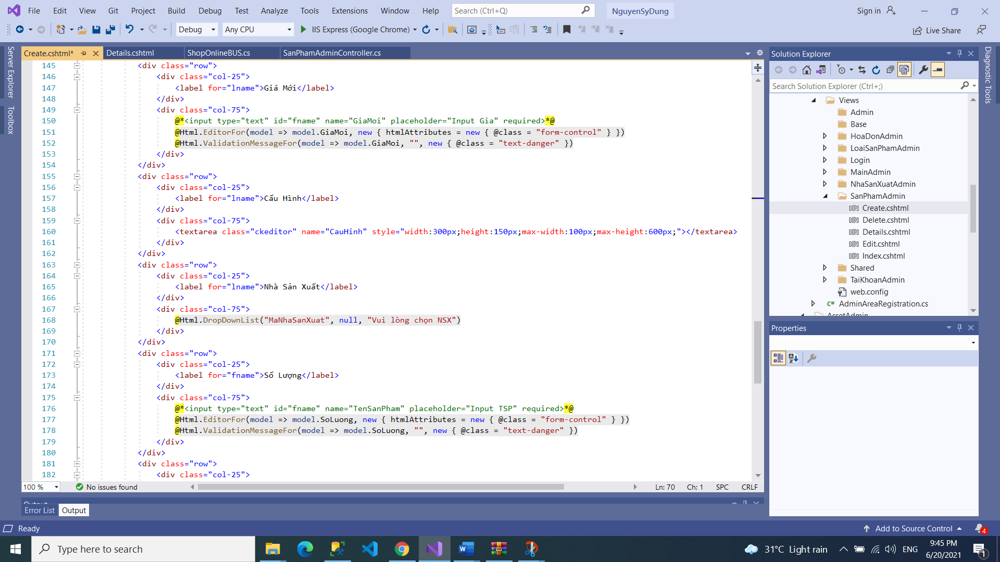 File Edit View Git Project Build Debug Test Analyze Tools Extensions Window Help Search (Ctrl+Q) NguyenSyDung Sign in
Debug Any CPU IIS Express (Google Chrome) Live Share
Server Explorer
Toolbox
Create.cshtml* Details.cshtml ShopOnlineBUS.cs SanPhamAdminController.cs
145 <div class="row">
146 <div class="col-25">
147 <label for="lname">Giá Mới</label>
148 </div>
149 <div class="col-75">
150 @*<input type="text" id="fname" name="GiaMoi" placeholder="Input Gia" required>*@
151 @Html.EditorFor(model => model.GiaMoi, new { htmlAttributes = new { @class = "form-control" } })
152 @Html.ValidationMessageFor(model => model.GiaMoi, "", new { @class = "text-danger" })
153 </div>
154 </div>
155 <div class="row">
156 <div class="col-25">
157 <label for="lname">Cấu Hình</label>
158 </div>
159 <div class="col-75">
160 <textarea class="ckeditor" name="CauHinh" style="width:300px;height:150px;max-width:100px;max-height:600px;"></textarea>
161 </div>
162 </div>
163 <div class="row">
164 <div class="col-25">
165 <label for="lname">Nhà Sản Xuất</label>
166 </div>
167 <div class="col-75">
168 @Html.DropDownList("MaNhaSanXuat", null, "Vui lòng chọn NSX")
169 </div>
170 </div>
171 <div class="row">
172 <div class="col-25">
173 <label for="fname">Số Lượng</label>
174 </div>
175 <div class="col-75">
176 @*<input type="text" id="fname" name="TenSanPham" placeholder="Input TSP" required>*@
177 @Html.EditorFor(model => model.SoLuong, new { htmlAttributes = new { @class = "form-control" } })
178 @Html.ValidationMessageFor(model => model.SoLuong, "", new { @class = "text-danger" })
179 </div>
180 </div>
181 <div class="row">
182 <div class="col-25">
100 % No issues found Ln: 70 Ch: 1 SPC CRLF
Output
Error List Output
Solution Explorer
Search Solution Explorer (Ctrl+;)
Views
Admin
Base
HoaDonAdmin
LoaiSanPhamAdmin
Login
MainAdmin
NhaSanXuatAdmin
SanPhamAdmin
Create.cshtml
Delete.cshtml
Details.cshtml
Edit.cshtml
Index.cshtml
Shared
TaiKhoanAdmin
web.config
C# AdminAreaRegistration.cs
AssetAdmin
Properties
Diagnostic Tools
Ready Add to Source Control 4
Type here to search 31°C Light rain ENG 9:45 PM
6/20/2021 1